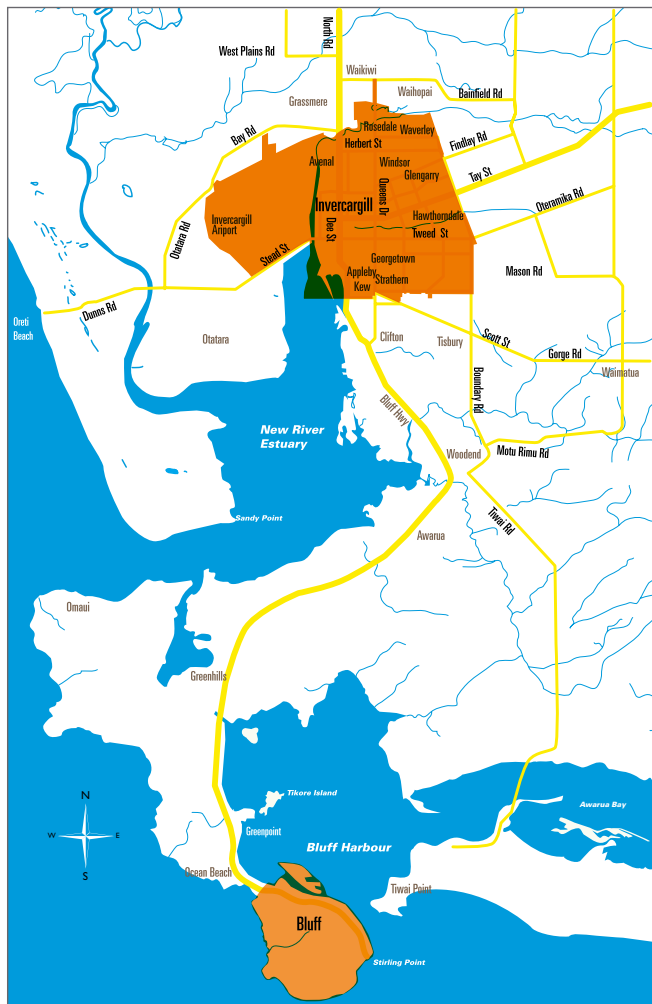 North Rd
West Plains Rd
Waikiwi
Waihopai
Bainfield Rd
Grassmere
Bay Rd
Rosedale
Waverley
Herbert St
Findlay Rd
Avenal
Windsor
Glengarry
Tay St
Queens Dr
Invercargill
Oteramika Rd
Invercargill
Ariport
Hawthorndale
Dee St
Tweed St
Otatara Rd
Stead St
Georgetown
Mason Rd
Appleby
Kew
Strathern
Dunns Rd
Oreti
Beach
Otatara
Clifton
Tisbury
Scott St
Gorge Rd
Waimatua
Boundary Rd
Bluff Hwy
New River
Estuary
Woodend
Motu Rimu Rd
Sandy Point
Tiwai Rd
Awarua
Omaui
Greenhills
N
W
E
S
Tikore Island
Awarua Bay
Greenpoint
Bluff Harbour
Ocean Beach
Tiwai Point
Bluff
Stirling Point